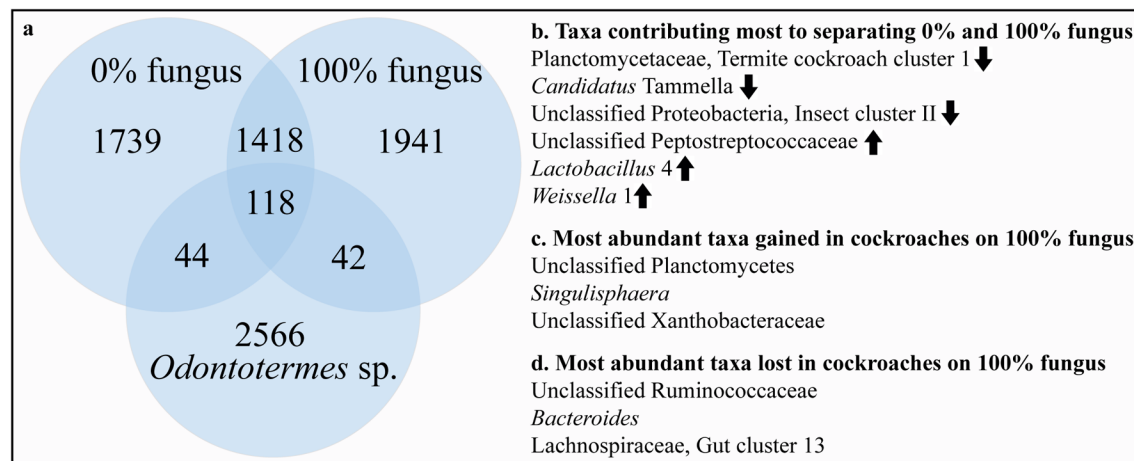 a
0% fungus
100% fungus
1739
1418
1941
118
44
42
2566
Odontotermes sp.
b. Taxa contributing most to separating 0% and 100% fungus
Planctomycetaceae, Termite cockroach cluster 1 ↓
Candidatus Tammella ↓
Unclassified Proteobacteria, Insect cluster II ↓
Unclassified Peptostreptococcaceae ↑
Lactobacillus 4 ↑
Weissella 1 ↑
c. Most abundant taxa gained in cockroaches on 100% fungus
Unclassified Planctomycetes
Singulisphaera
Unclassified Xanthobacteraceae
d. Most abundant taxa lost in cockroaches on 100% fungus
Unclassified Ruminococcaceae
Bacteroides
Lachnospiraceae, Gut cluster 13